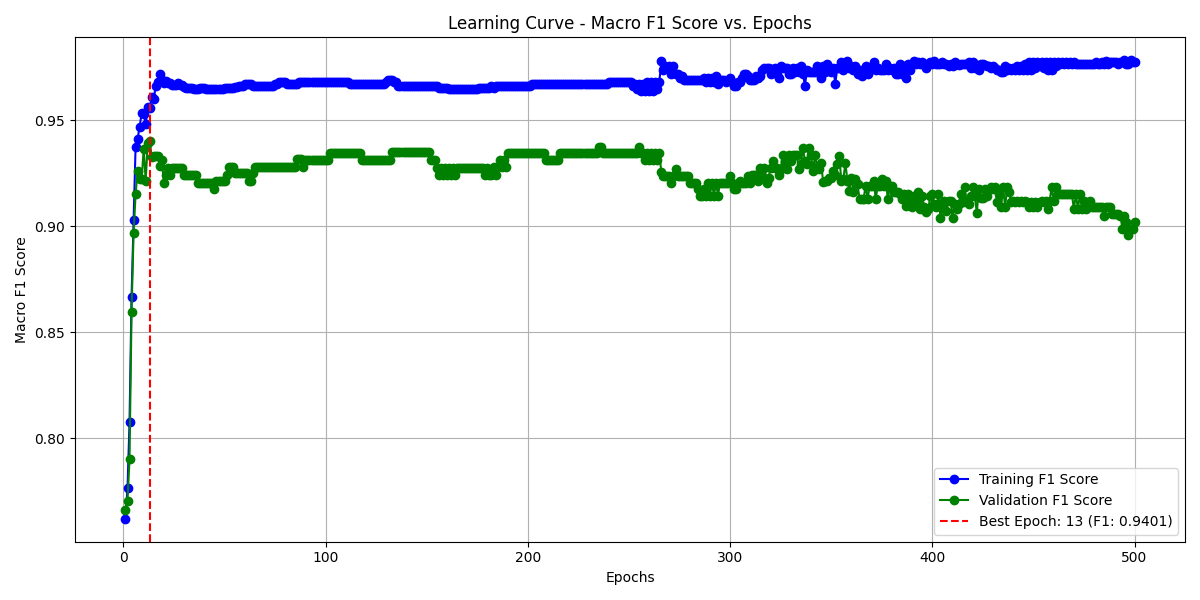 Learning Curve - Macro F1 Score vs. Epochs
Macro F1 Score
0.95
0.90
0.85
0.80
0
100
200
300
400
500
Epochs
Training F1 Score
Validation F1 Score
Best Epoch: 13 (F1: 0.9401)